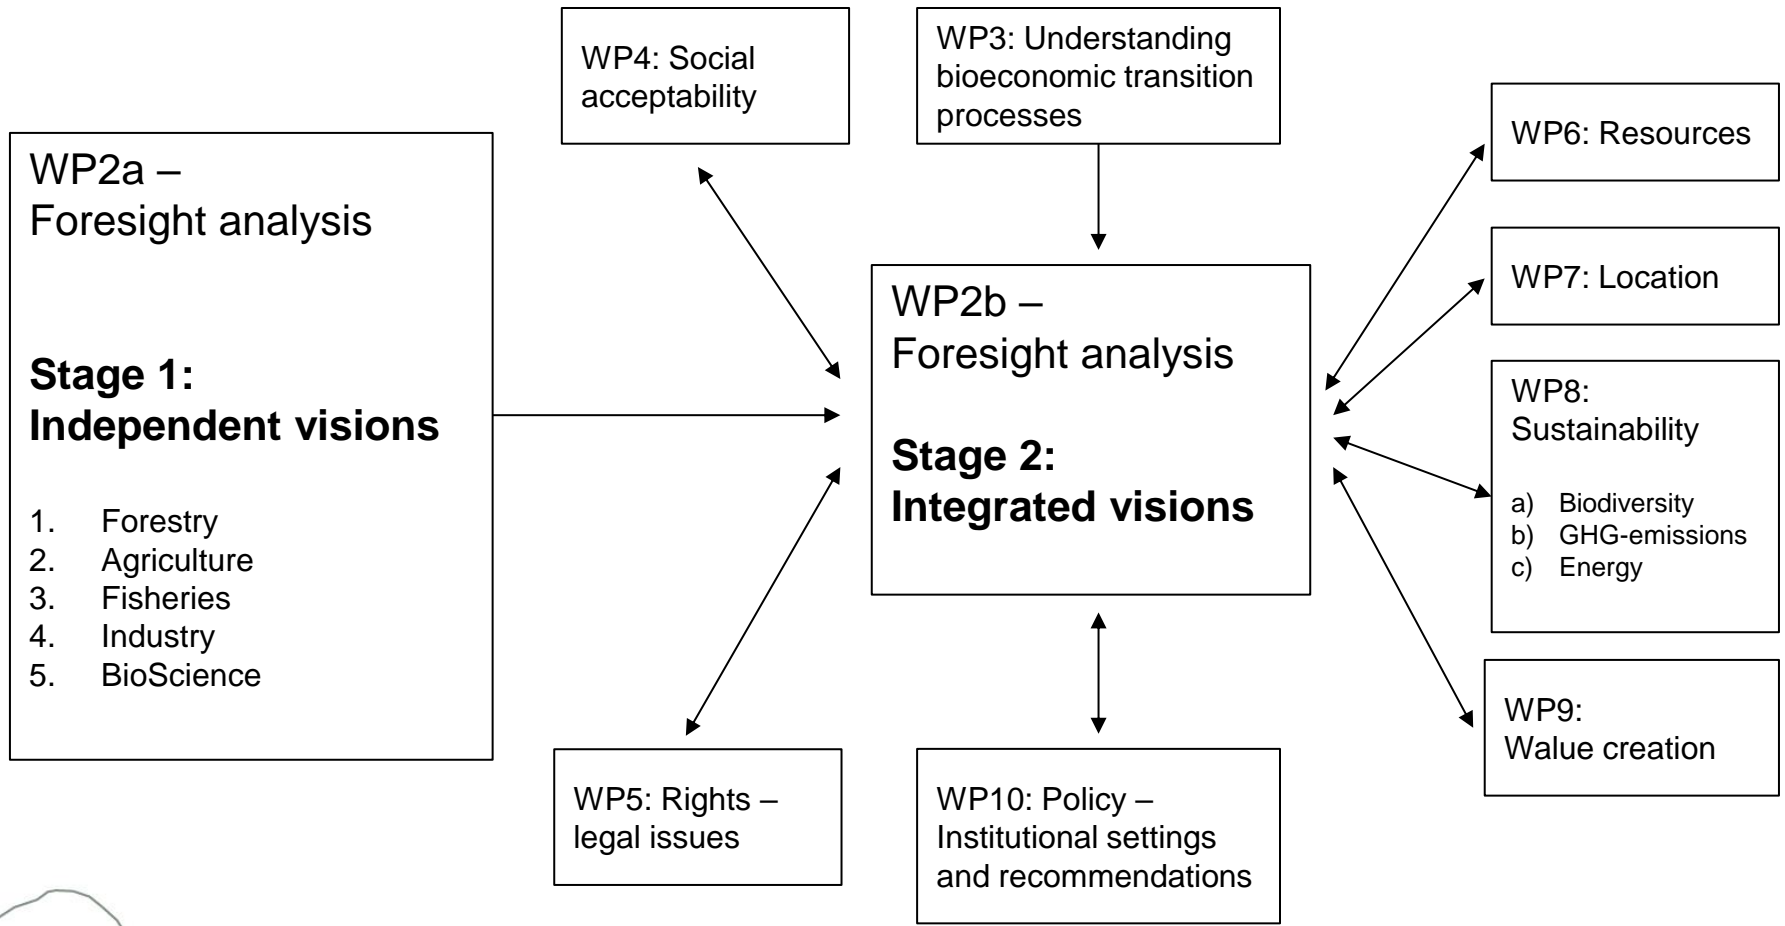 WP4: Social
acceptability
WP3: Understanding
bioeconomic transition
processes
WP6: Resources
WP2a –
Foresight analysis
Stage 1:
Independent visions
1. Forestry
2. Agriculture
3. Fisheries
4. Industry
5. BioScience
WP2b –
Foresight analysis
Stage 2:
Integrated visions
WP7: Location
WP8:
Sustainability
a) Biodiversity
b) GHG-emissions
c) Energy
WP9:
Walue creation
WP5: Rights –
legal issues
WP10: Policy –
Institutional settings
and recommendations